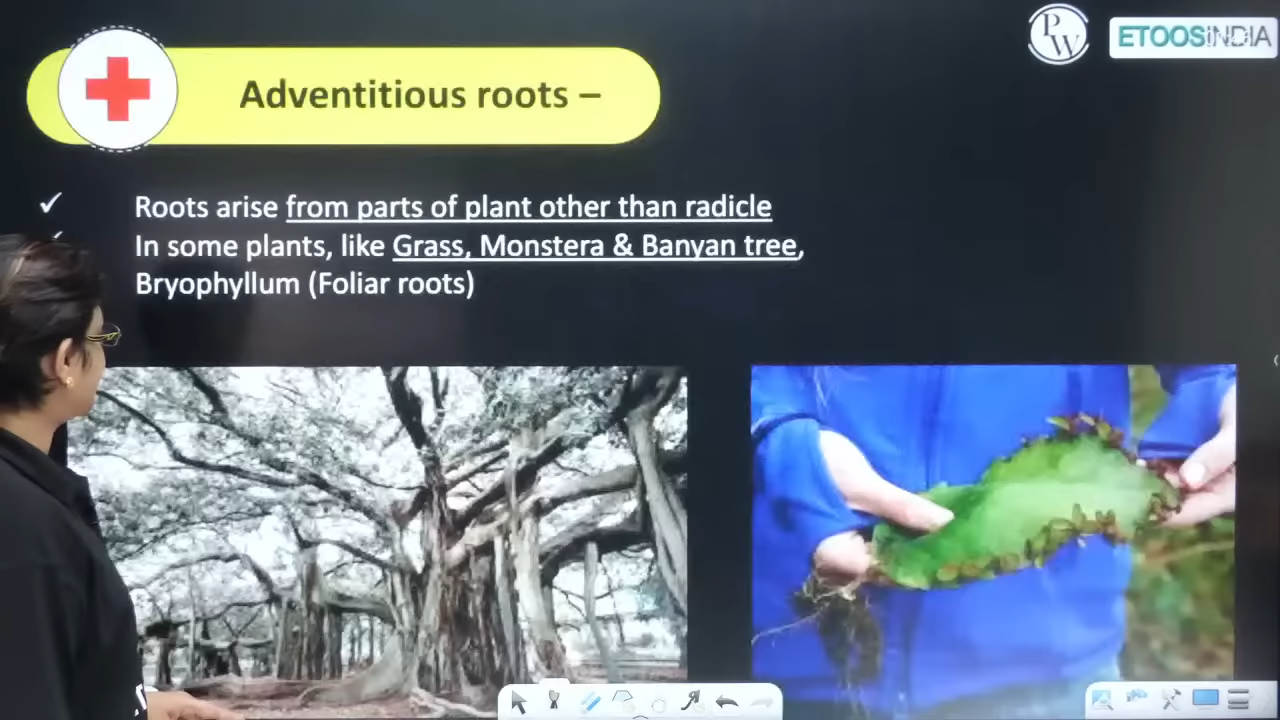 PW
ETOOSINDIA
Adventitious roots –
✓ Roots arise from parts of plant other than radicle
In some plants, like Grass, Monstera & Banyan tree,
Bryophyllum (Foliar roots)